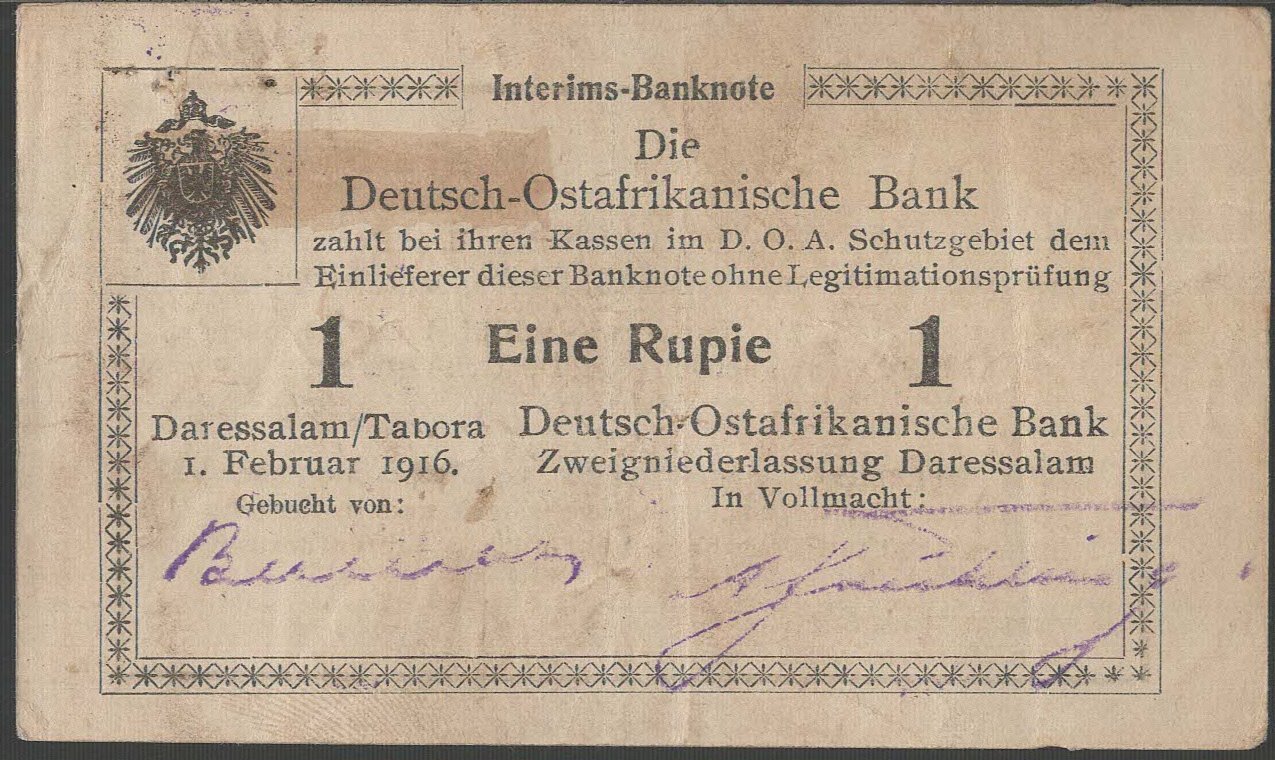 Interims-Banknote
Die
Deutsch-Ostafrikanische Bank
zahlt bei ihren Kassen im D. O. A. Schutzgebiet dem
Einlieferer dieser Banknote ohne Legitimationsprüfung
1 Eine Rupie 1
Daressalam/Tabora
1. Februar 1916.
Gebucht von:
Deutsch-Ostafrikanische Bank
Zweigniederlassung Daressalam
In Vollmacht: